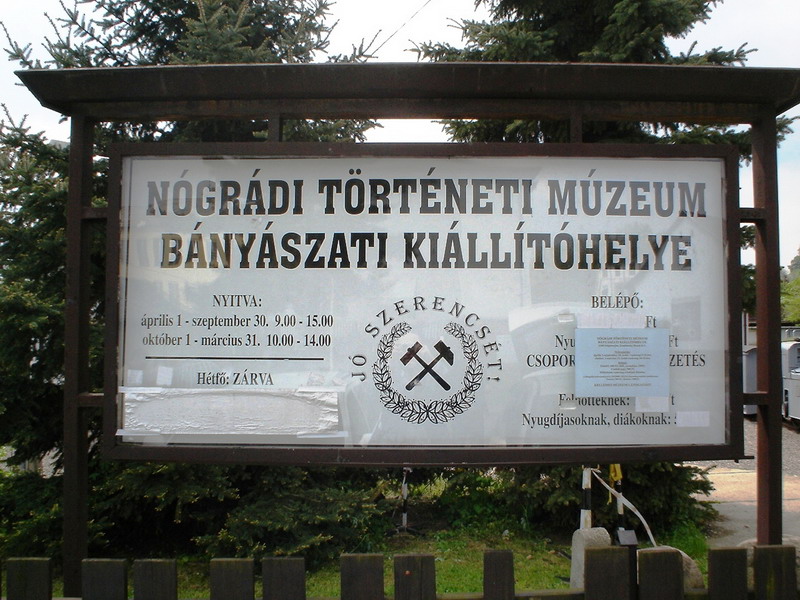 NÓGRÁDI TÖRTÉNETI MÚZEUM
BÁNYÁSZATI KIÁLLÍTÓHELYE
NYITVA:
április 1 - szeptember 30. 9.00 - 15.00
október 1 - március 31. 10.00 - 14.00
Hétfő: ZÁRVA
JÓ SZERENCSÉT!
BELÉPŐ:
Ft
Nyu Ft
CSOPOR ZETÉS
Felnőtteknek:
Nyugdíjasoknak, diákoknak: